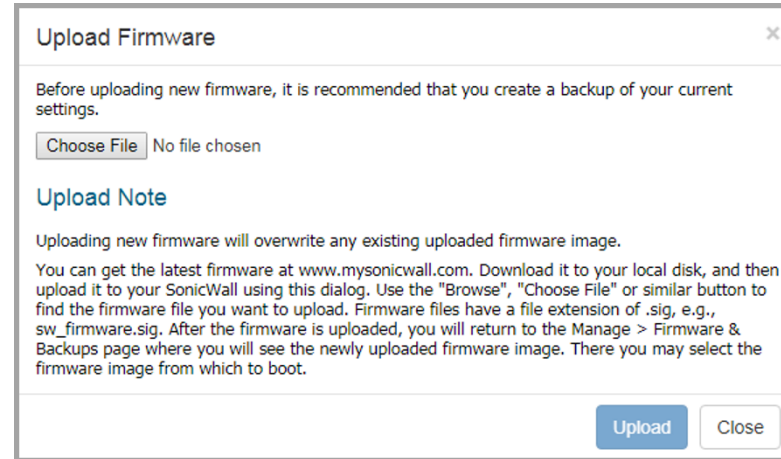 Upload Firmware
×
Before uploading new firmware, it is recommended that you create a backup of your current
settings.
Choose File No file chosen
Upload Note
Uploading new firmware will overwrite any existing uploaded firmware image.
You can get the latest firmware at www.mysonicwall.com. Download it to your local disk, and then
upload it to your SonicWall using this dialog. Use the "Browse", "Choose File" or similar button to
find the firmware file you want to upload. Firmware files have a file extension of .sig, e.g.,
sw_firmware.sig. After the firmware is uploaded, you will return to the Manage > Firmware &
Backups page where you will see the newly uploaded firmware image. There you may select the
firmware image from which to boot.
Upload Close